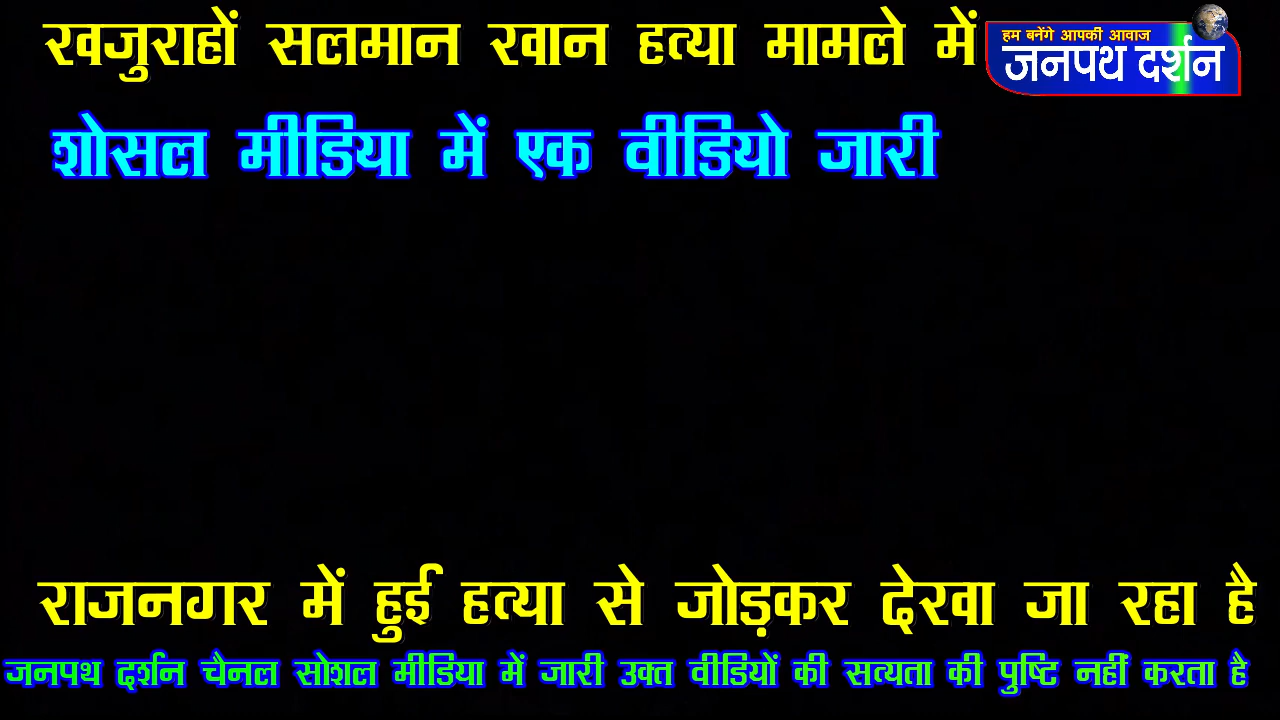 खजुराहों सलमान खान हत्या मामले में
हम बनेंगे आपकी आवाज
जनपथ दर्शन
शोसल मीडिया में एक वीडियो जारी
राजनगर में हुई हत्या से जोड़कर देखा जा रहा है
जनपथ दर्शन चैनल सोशल मीडिया में जारी उक्त वीडियों की सत्यता की पुष्टि नहीं करता है